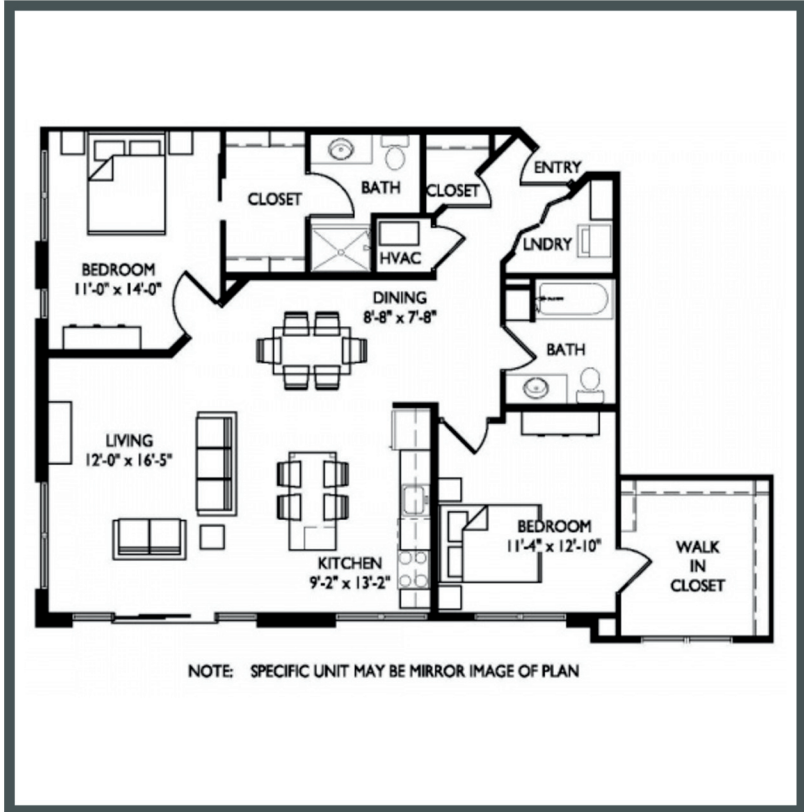 ENTRY
CLOSET
BATH
CLOSET
HVAC
LNDRY
BEDROOM
11'-0" x 14'-0"
DINING
8'-8" x 7'-8"
BATH
LIVING
12'-0" x 16'-5"
KITCHEN
9'-2" x 13'-2"
BEDROOM
11'-4" x 12'-10"
WALK
IN
CLOSET
NOTE: SPECIFIC UNIT MAY BE MIRROR IMAGE OF PLAN